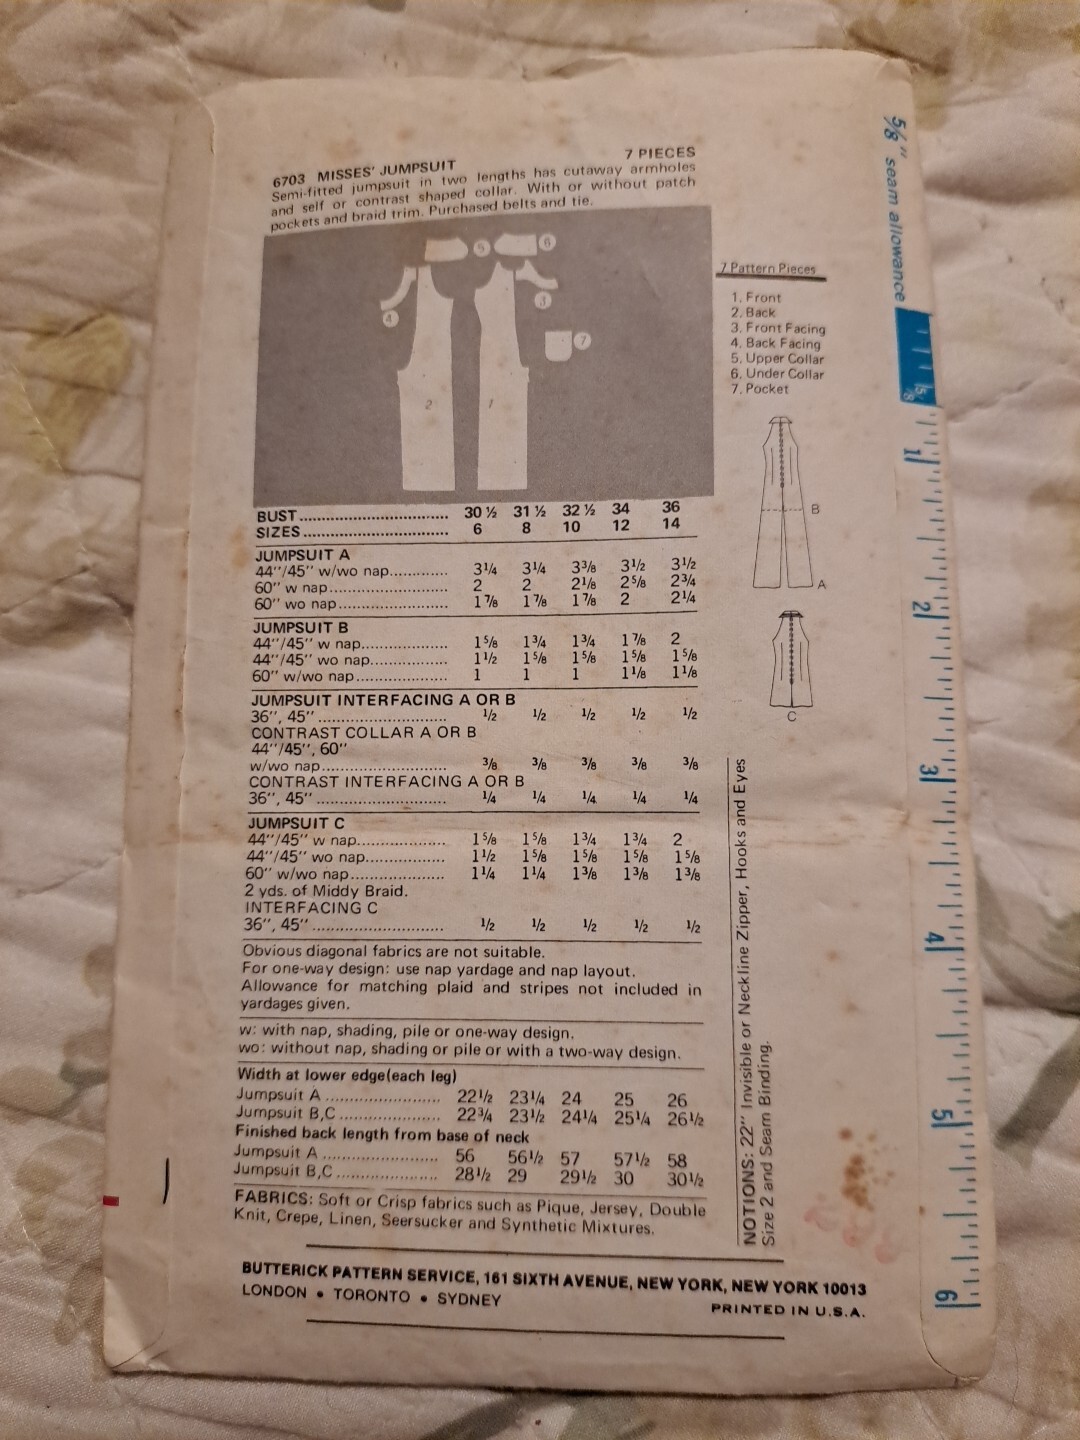 6703 MISSES' JUMPSUIT 7 PIECES
Semi-fitted jumpsuit in two lengths has cutaway armholes
and self or contrast shaped collar. With or without patch
pockets and braid trim. Purchased belts and tie.
5 6
4 3
7
2 1
7 Pattern Pieces
1. Front
2. Back
3. Front Facing
4. Back Facing
5. Upper Collar
6. Under Collar
7. Pocket
B
A
C
BUST 30 ½ 31 ½ 32 ½ 34 36
SIZES 6 8 10 12 14
JUMPSUIT A
44"/45" w/wo nap 3¼ 3¼ 3⅜ 3½ 3½
60" w nap 2 2 2⅛ 2⅝ 2¾
60" wo nap 1⅞ 1⅞ 1⅞ 2 2¼
JUMPSUIT B
44"/45" w nap 1⅝ 1¾ 1¾ 1⅞ 2
44"/45" wo nap 1½ 1⅝ 1⅝ 1⅝ 1⅝
60" w/wo nap 1 1 1 1⅛ 1⅛
JUMPSUIT INTERFACING A OR B
36", 45" ½ ½ ½ ½ ½
CONTRAST COLLAR A OR B
44"/45", 60"
w/wo nap ⅜ ⅜ ⅜ ⅜ ⅜
CONTRAST INTERFACING A OR B
36", 45" ¼ ¼ ¼ ¼ ¼
JUMPSUIT C
44"/45" w nap 1⅝ 1⅝ 1¾ 1¾ 2
44"/45" wo nap 1½ 1⅝ 1⅝ 1⅝ 1⅝
60" w/wo nap 1¼ 1¼ 1⅜ 1⅜ 1⅜
2 yds. of Middy Braid.
INTERFACING C
36", 45" ½ ½ ½ ½ ½
Obvious diagonal fabrics are not suitable.
For one-way design: use nap yardage and nap layout.
Allowance for matching plaid and stripes not included in
yardages given.
w: with nap, shading, pile or one-way design.
wo: without nap, shading or pile or with a two-way design.
Width at lower edge(each leg)
Jumpsuit A 22½ 23¼ 24 25 26
Jumpsuit B,C 22¾ 23½ 24¼ 25¼ 26½
Finished back length from base of neck
Jumpsuit A 56 56½ 57 57½ 58
Jumpsuit B,C 28½ 29 29½ 30 30½
FABRICS: Soft or Crisp fabrics such as Pique, Jersey, Double
Knit, Crepe, Linen, Seersucker and Synthetic Mixtures.
NOTIONS: 22" Invisible or Neckline Zipper, Hooks and Eyes
Size 2 and Seam Binding.
BUTTERICK PATTERN SERVICE, 161 SIXTH AVENUE, NEW YORK, NEW YORK 10013
LONDON • TORONTO • SYDNEY
PRINTED IN U.S.A.
⅝" seam allowance
⅝
1
2
3
4
5
6